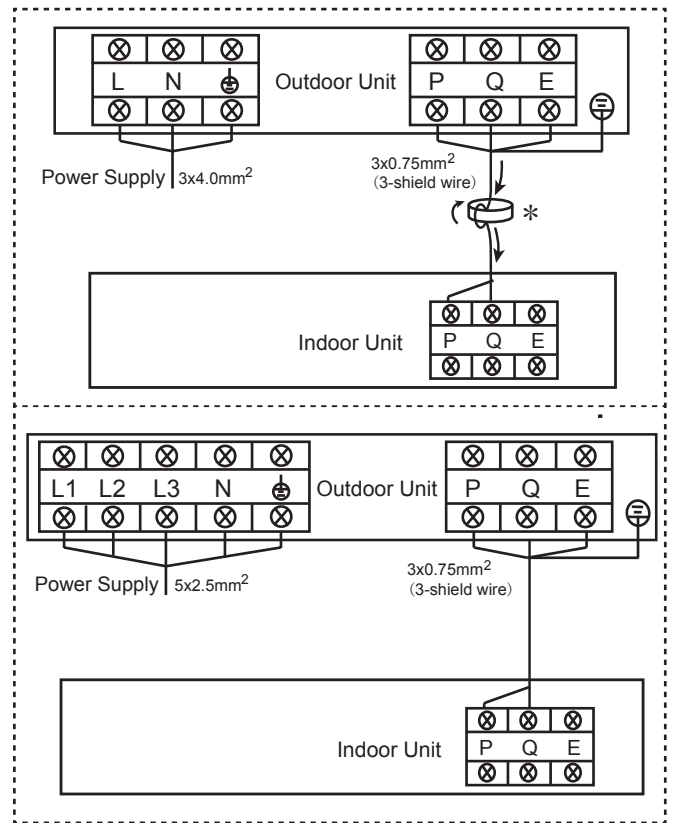 L N Outdoor Unit P Q E
3x0.75mm²
Power Supply 3x4.0mm²
(3-shield wire)
*
Indoor Unit P Q E
L1 L2 L3 N Outdoor Unit P Q E
3x0.75mm²
Power Supply 5x2.5mm²
(3-shield wire)
Indoor Unit P Q E